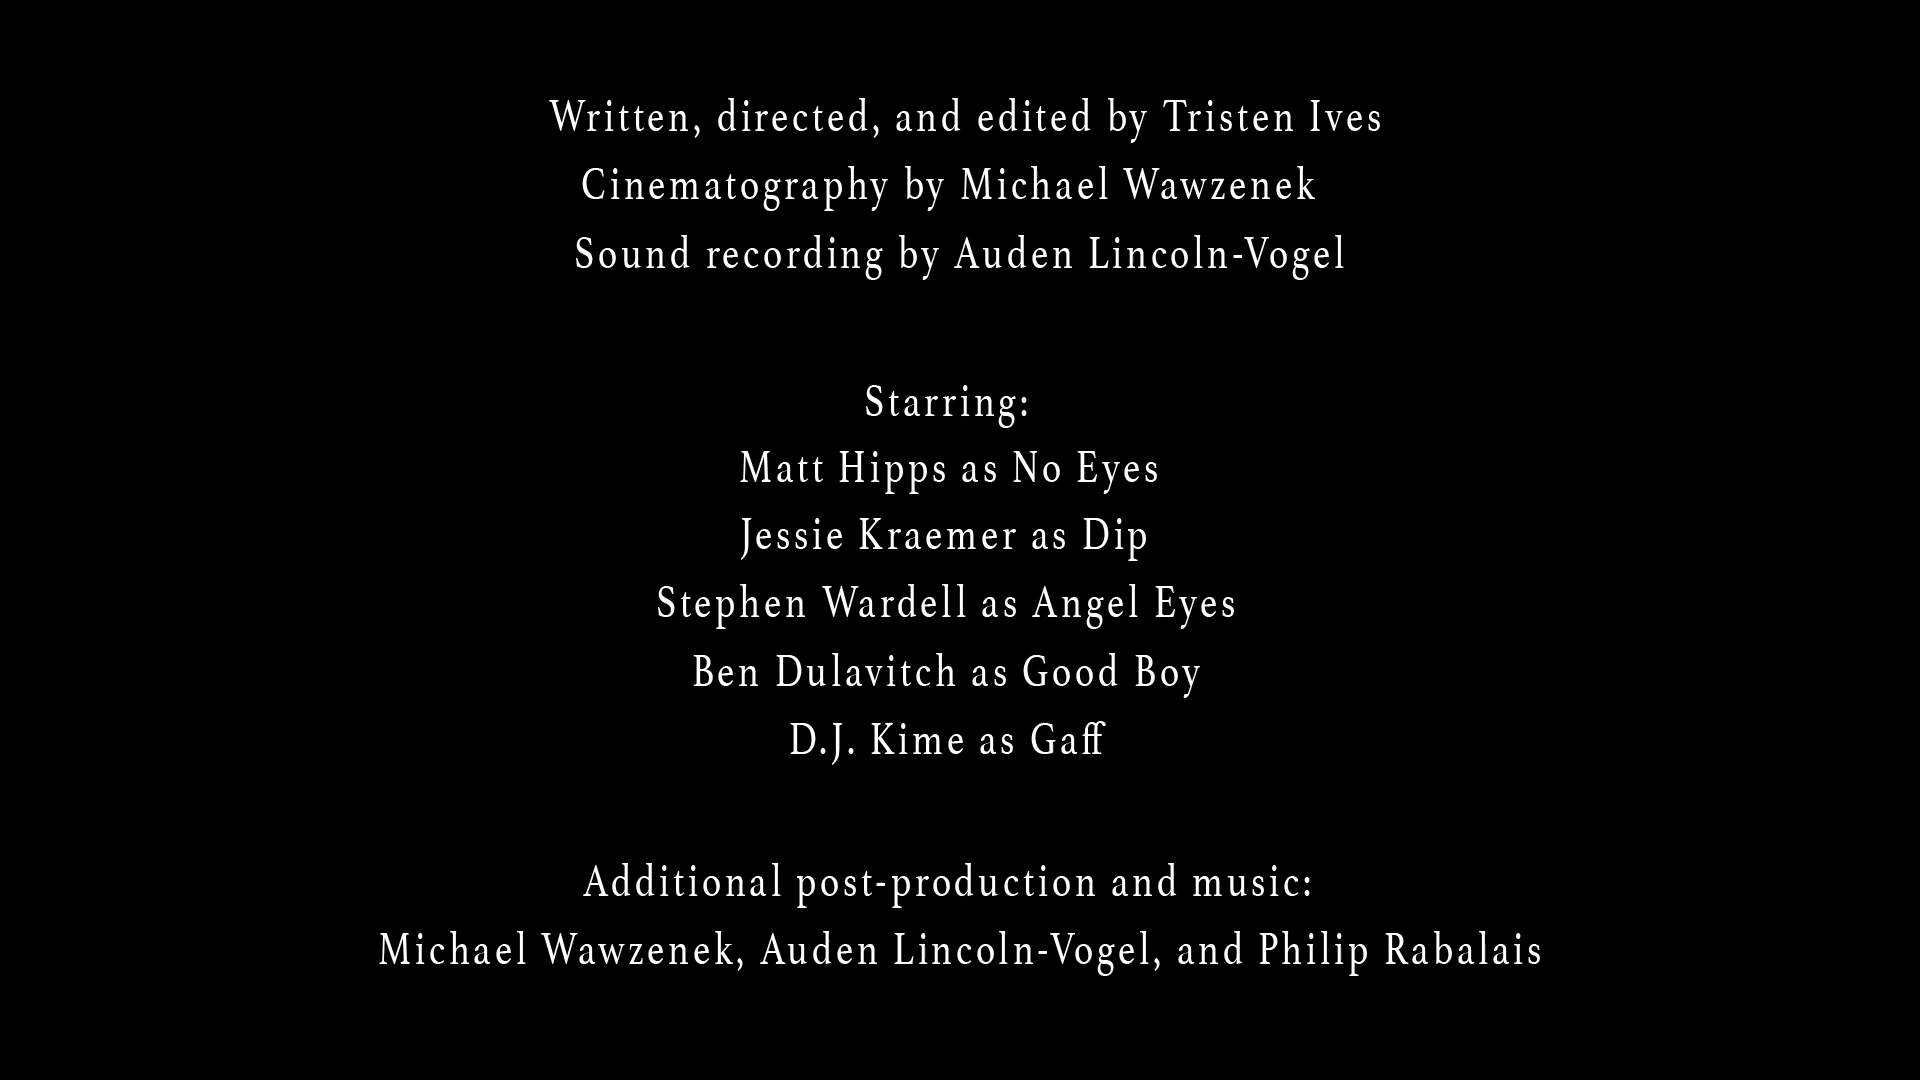 Written, directed, and edited by Tristen Ives
Cinematography by Michael Wawzenek
Sound recording by Auden Lincoln-Vogel
Starring:
Matt Hipps as No Eyes
Jessie Kraemer as Dip
Stephen Wardell as Angel Eyes
Ben Dulavitch as Good Boy
D.J. Kime as Gaff
Additional post-production and music:
Michael Wawzenek, Auden Lincoln-Vogel, and Philip Rabalais